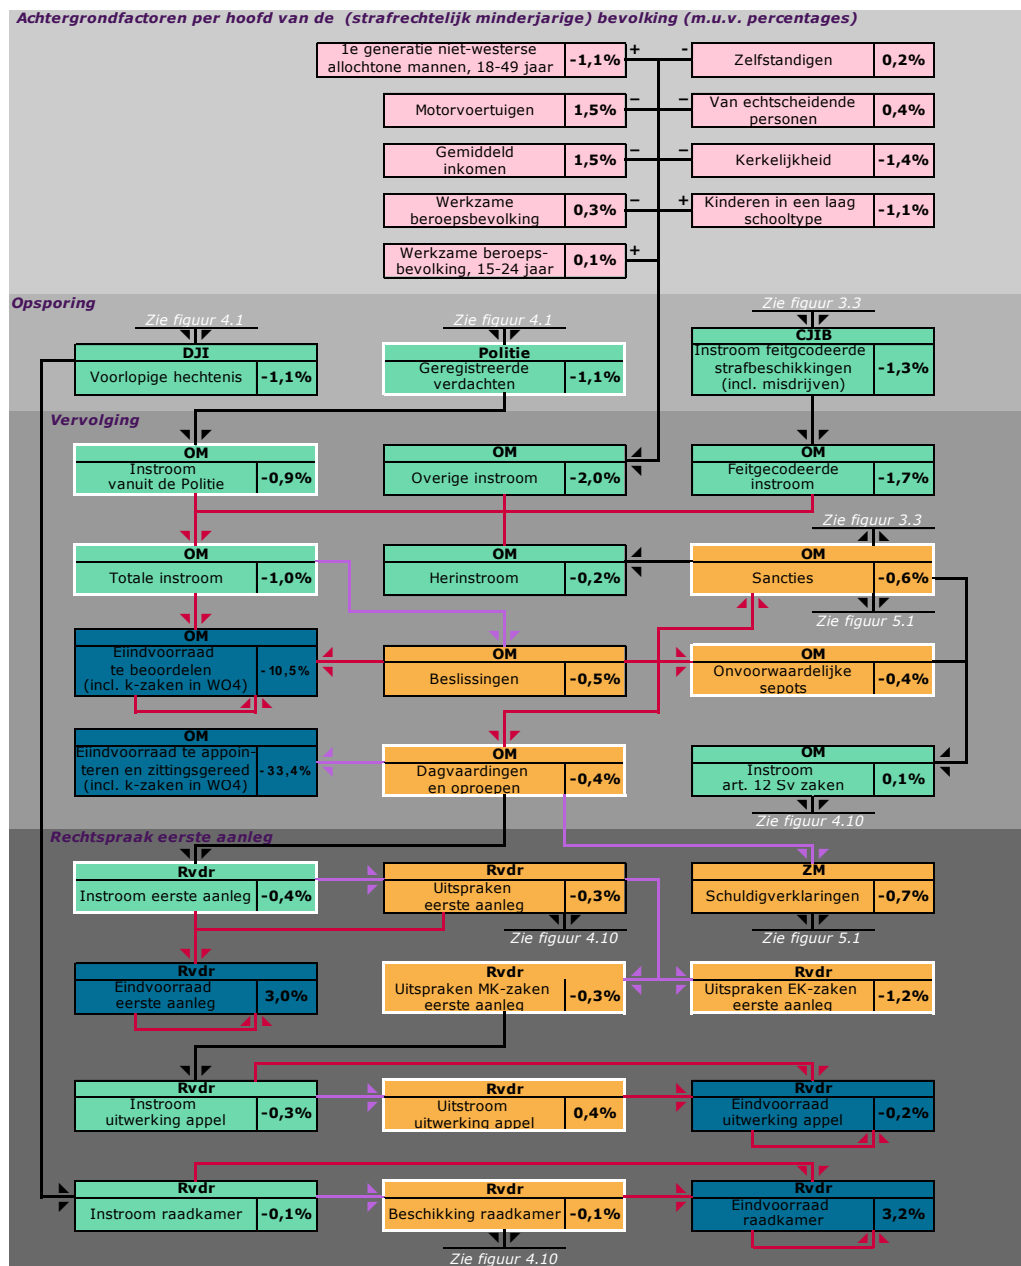 Achtergrondfactoren per hoofd van de (strafrechtelijk minderjarige) bevolking (m.u.v. percentages)
1e generatie niet-westerse
allochtone mannen, 18-49 jaar
-1,1%
+
-
Zelfstandigen
0,2%
Motorvoertuigen
1,5%
–
–
Van echtscheidende
personen
0,4%
Gemiddeld
inkomen
1,5%
–
–
Kerkelijkheid
-1,4%
Werkzame
beroepsbevolking
0,3%
–
+
Kinderen in een laag
schooltype
-1,1%
Werkzame beroeps-
bevolking, 15-24 jaar
0,1%
+
Opsporing
Zie figuur 4.1
Zie figuur 4.1
Zie figuur 3.3
DJI
Voorlopige hechtenis
-1,1%
Politie
Geregistreerde
verdachten
-1,1%
CJIB
Instroom feitgecodeerde
strafbeschikkingen
(incl. misdrijven)
-1,3%
Vervolging
OM
Instroom
vanuit de Politie
-0,9%
OM
Overige instroom
-2,0%
OM
Feitgecodeerde
instroom
-1,7%
Zie figuur 3.3
OM
Totale instroom
-1,0%
OM
Herinstroom
-0,2%
OM
Sancties
-0,6%
Zie figuur 5.1
OM
Eiindvoorraad
te beoordelen
(incl. k-zaken in WO4)
-10,5%
OM
Beslissingen
-0,5%
OM
Onvoorwaardelijke
sepots
-0,4%
OM
Eiindvoorraad te appoin-
teren en zittingsgereed
(incl. k-zaken in WO4)
-33,4%
OM
Dagvaardingen
en oproepen
-0,4%
OM
Instroom
art. 12 Sv zaken
0,1%
Zie figuur 4.10
Rechtspraak eerste aanleg
Rvdr
Instroom eerste aanleg
-0,4%
Rvdr
Uitspraken
eerste aanleg
-0,3%
ZM
Schuldigverklaringen
-0,7%
Zie figuur 4.10
Zie figuur 5.1
Rvdr
Eindvoorraad
eerste aanleg
3,0%
Rvdr
Uitspraken MK-zaken
eerste aanleg
-0,3%
Rvdr
Uitspraken EK-zaken
eerste aanleg
-1,2%
Rvdr
Instroom
uitwerking appel
-0,3%
Rvdr
Uitstroom
uitwerking appel
0,4%
Rvdr
Eindvoorraad
uitwerking appel
-0,2%
Rvdr
Instroom raadkamer
-0,1%
Rvdr
Beschikking raadkamer
-0,1%
Rvdr
Eindvoorraad
raadkamer
3,2%
Zie figuur 4.10